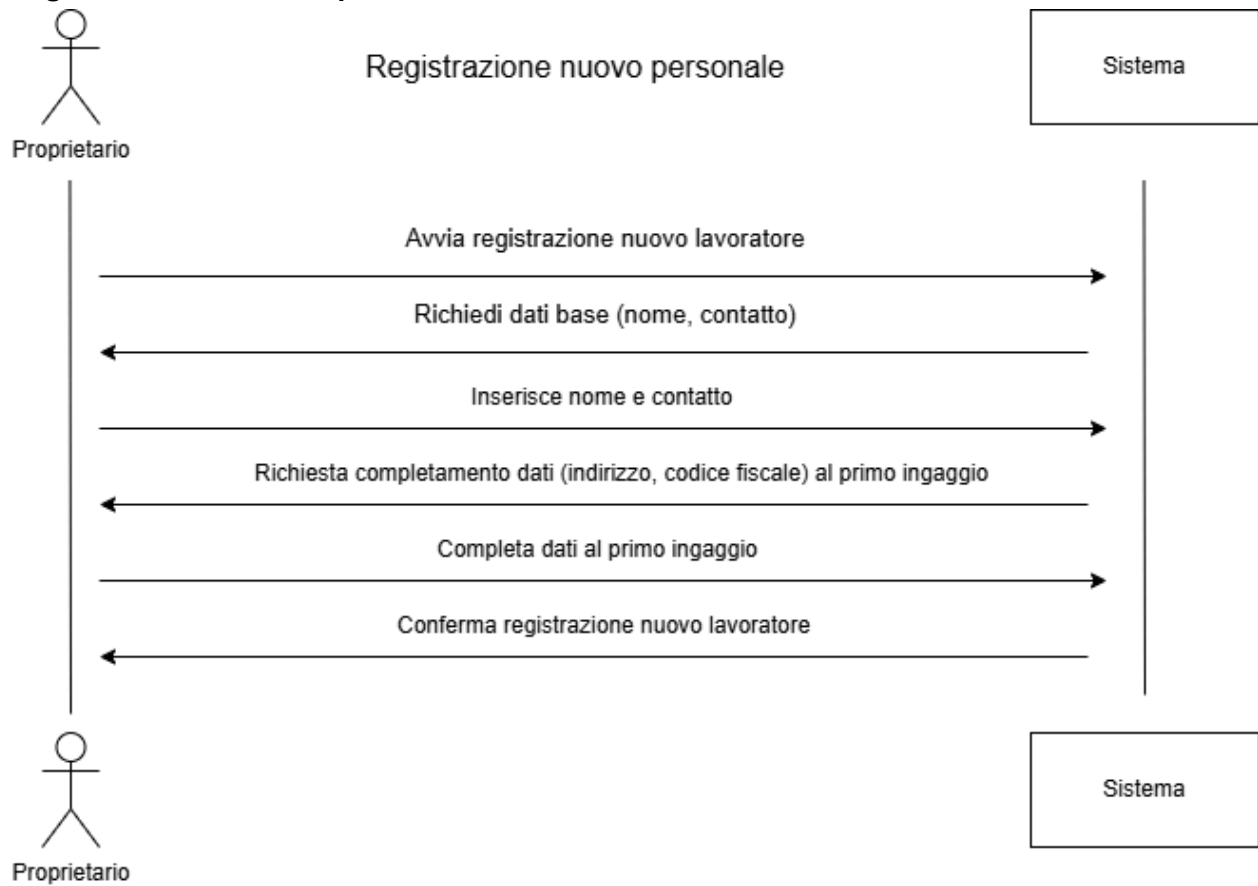 Registrazione nuovo personale
Sistema
Proprietario
Avvia registrazione nuovo lavoratore
Richiedi dati base (nome, contatto)
Inserisce nome e contatto
Richiesta completamento dati (indirizzo, codice fiscale) al primo ingaggio
Completa dati al primo ingaggio
Conferma registrazione nuovo lavoratore
Sistema
Proprietario